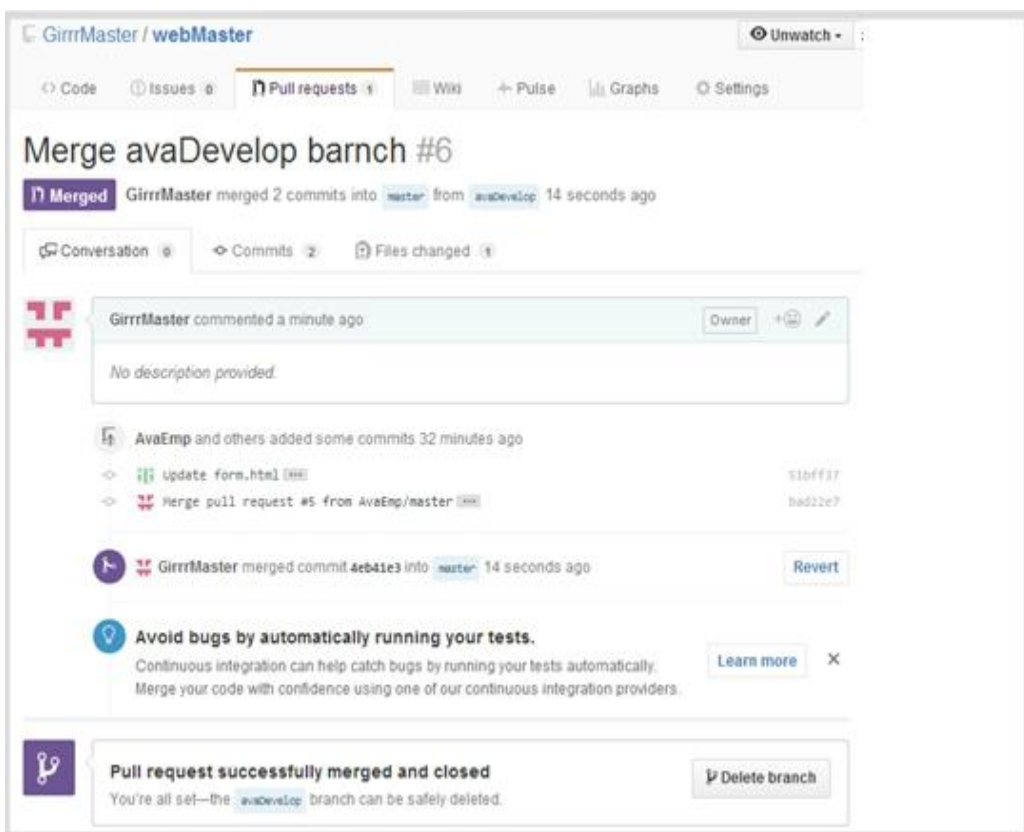 GirrrMaster / webMaster
Unwatch
Code Issues 0 Pull requests 1 Wiki Pulse Graphs Settings
Merge avaDevelop barnch #6
Merged GirrrMaster merged 2 commits into master from avaDevelop 14 seconds ago
Conversation 0 Commits 2 Files changed 1
GirrrMaster commented a minute ago Owner
No description provided.
AvaEmp and others added some commits 32 minutes ago
Update form.html 51bff37
Merge pull request #5 from AvaEmp/master bad22e7
GirrrMaster merged commit 4eb41e3 into master 14 seconds ago Revert
Avoid bugs by automatically running your tests.
Continuous integration can help catch bugs by running your tests automatically. Learn more
Merge your code with confidence using one of our continuous integration providers.
Pull request successfully merged and closed
You're all set—the avaDevelop branch can be safely deleted. Delete branch